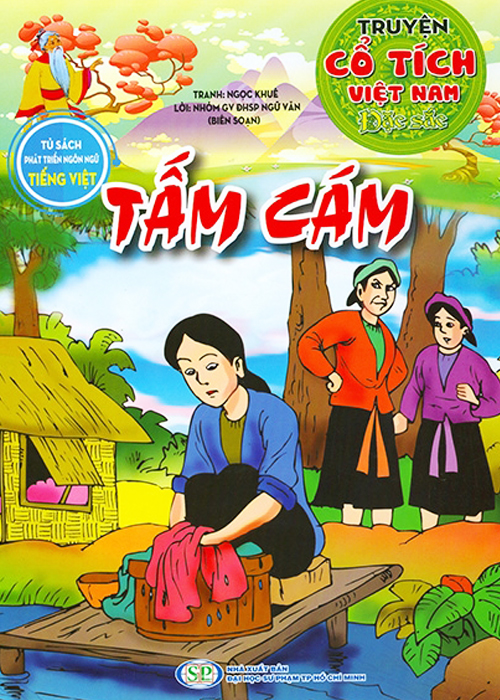 TRUYỆN
CỔ TÍCH
VIỆT NAM
Đặc sắc
TRANH: NGỌC KHUÊ
LỜI: NHÓM GV ĐHSP NGỮ VĂN
(BIÊN SOẠN)
TỦ SÁCH
PHÁT TRIỂN NGÔN NGỮ
TIẾNG VIỆT
TẤM CÁM
SP
NHÀ XUẤT BẢN
ĐẠI HỌC SƯ PHẠM TP HỒ CHÍ MINH